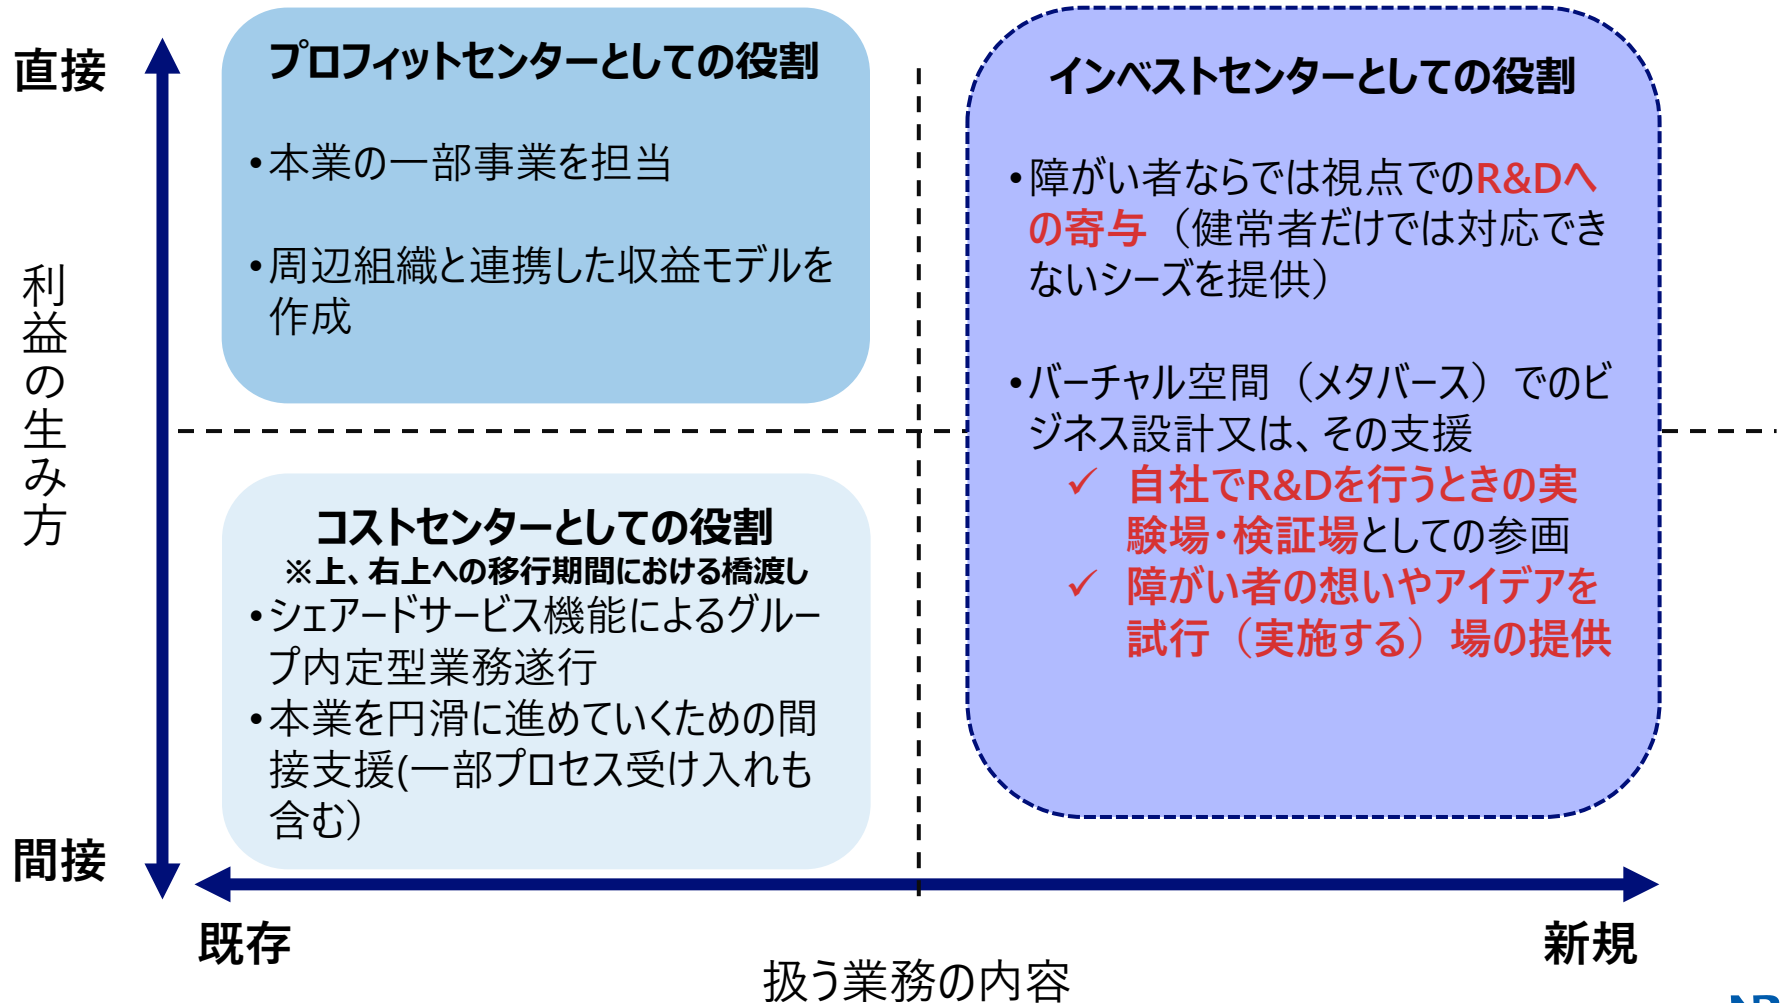 直接
利益の生み方
間接
プロフィットセンターとしての役割
•本業の一部事業を担当
•周辺組織と連携した収益モデルを
作成
コストセンターとしての役割
※上、右上への移行期間における橋渡し
•シェアードサービス機能によるグルー
プ内定型業務遂行
•本業を円滑に進めていくための間
接支援(一部プロセス受け入れも
含む）
インベストセンターとしての役割
•障がい者ならでは視点でのR&Dへ
の寄与（健常者だけでは対応でき
ないシーズを提供）
•バーチャル空間（メタバース）でのビ
ジネス設計又は、その支援
✓ 自社でR&Dを行うときの実
験場・検証場としての参画
✓ 障がい者の想いやアイデアを
試行（実施する）場の提供
既存
新規
扱う業務の内容